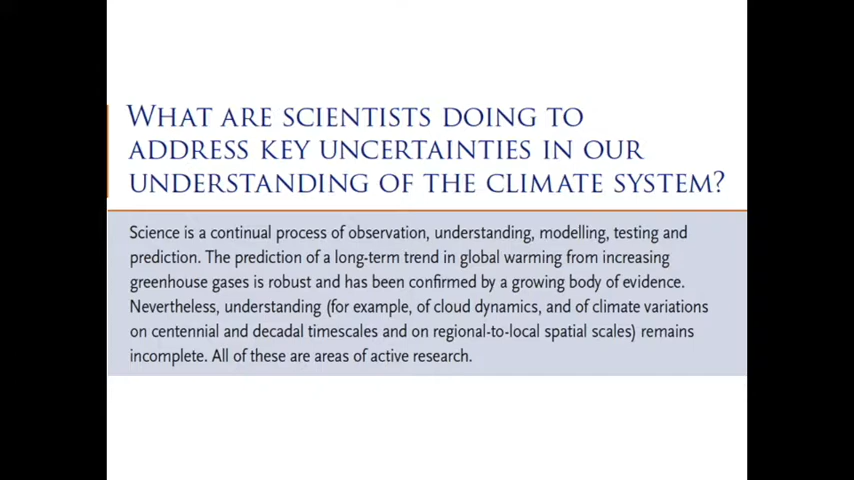 WHAT ARE SCIENTISTS DOING TO
ADDRESS KEY UNCERTAINTIES IN OUR
UNDERSTANDING OF THE CLIMATE SYSTEM?
Science is a continual process of observation, understanding, modelling, testing and
prediction. The prediction of a long-term trend in global warming from increasing
greenhouse gases is robust and has been confirmed by a growing body of evidence.
Nevertheless, understanding (for example, of cloud dynamics, and of climate variations
on centennial and decadal timescales and on regional-to-local spatial scales) remains
incomplete. All of these are areas of active research.